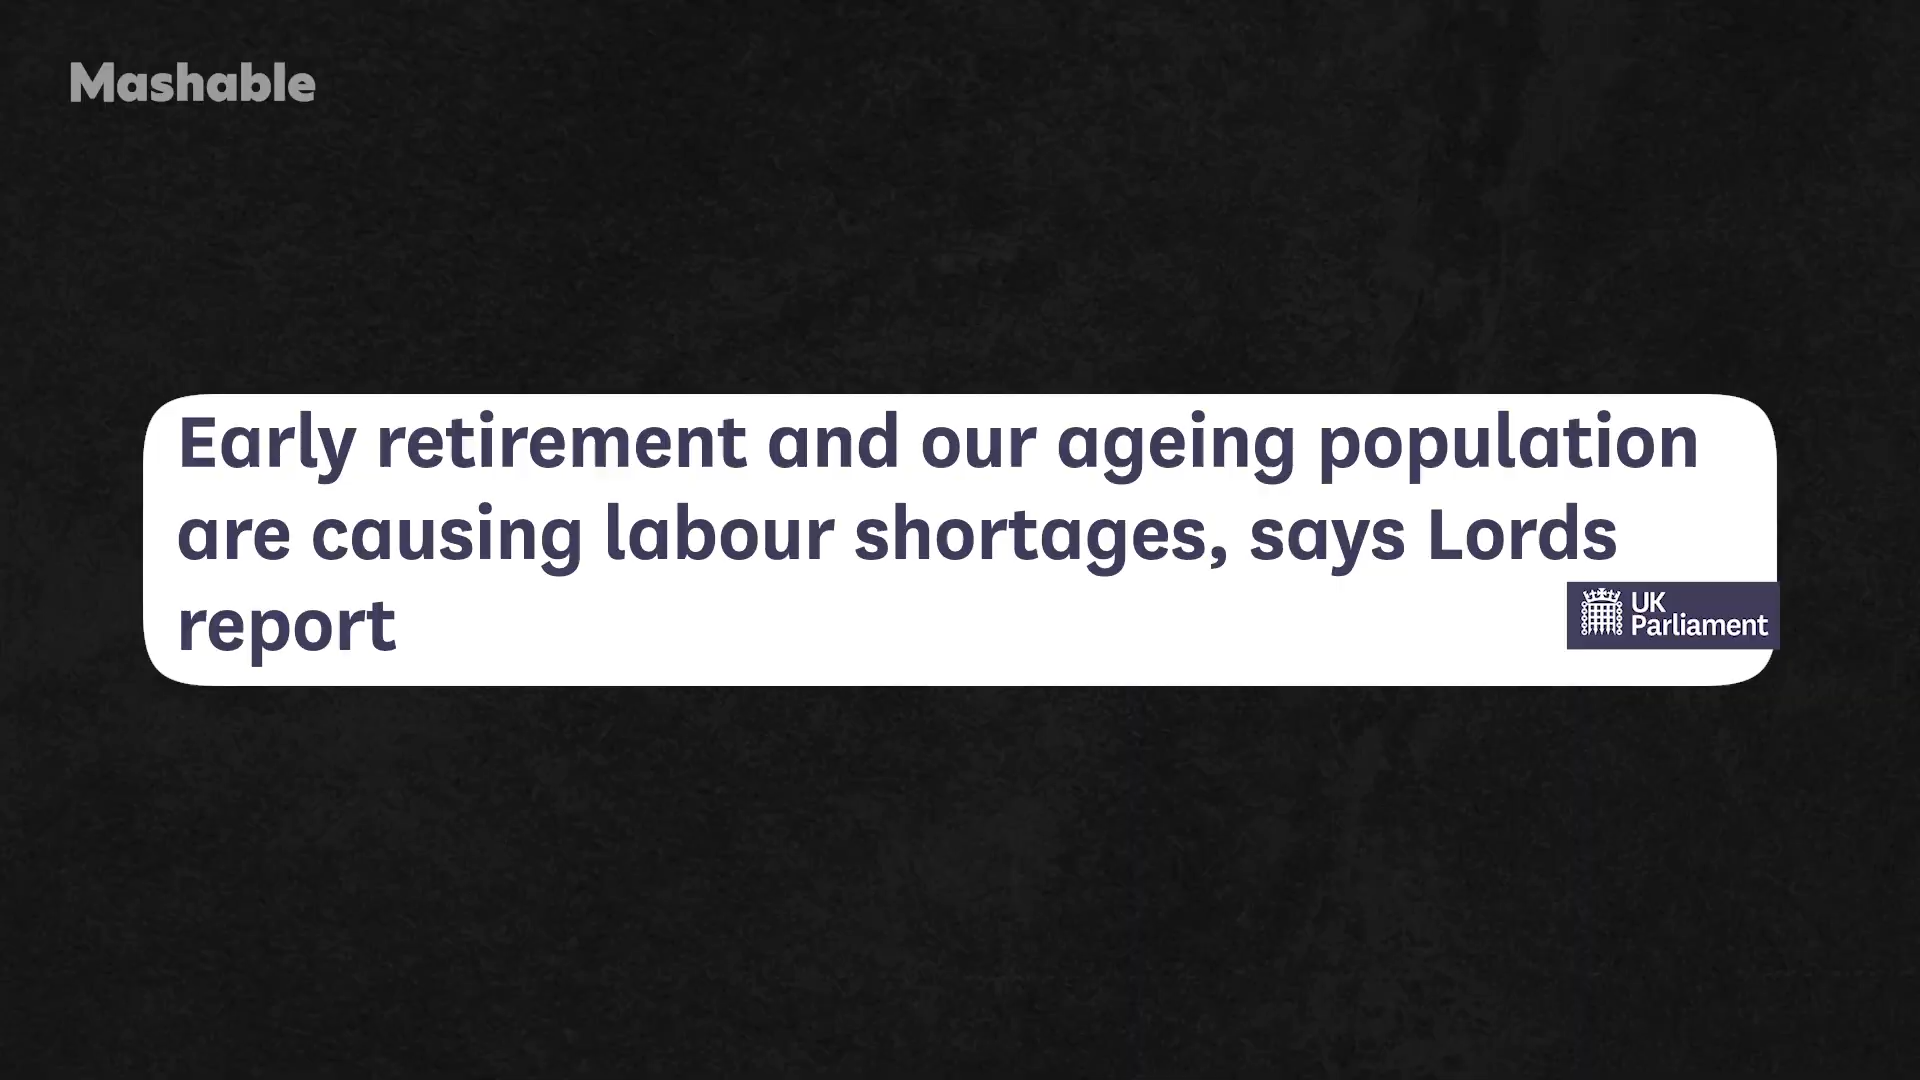 Mashable
Early retirement and our ageing population
are causing labour shortages, says Lords
report
UK
Parliament